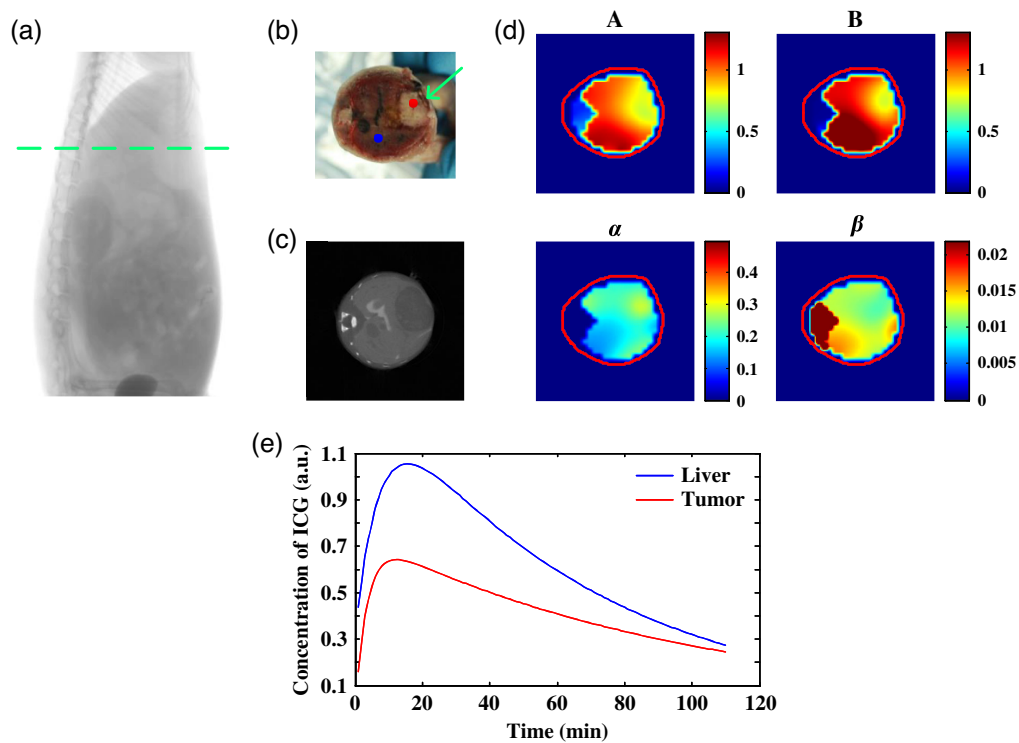 (a)
(b)
(c)
(d)
A
1
0.5
0
B
1
0.5
0
α
0.4
0.3
0.2
0.1
0
β
0.02
0.015
0.01
0.005
0
(e)
Concentration of ICG (a.u.)
1.1
0.9
0.7
0.5
0.3
0.1
Liver
Tumor
0 20 40 60 80 100 120
Time (min)